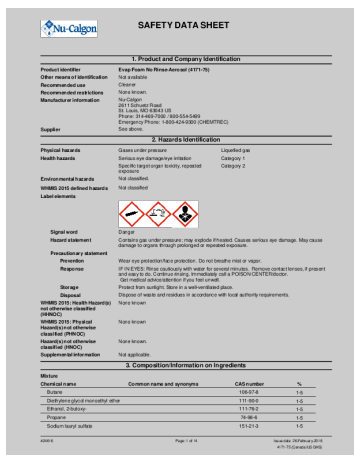 Nu-Calgon
SAFETY DATA SHEET
1. Product and Company Identification
Product identifier Evap Foam No Rinse-Aerosol (4171-75)
Other means of identification Not available
Recommended use Cleaner
Recommended restrictions None known.
Manufacturer information Nu-Calgon
2611 Schuetz Road
St. Louis, MO 63043 US
Phone: 314-469-7000 / 800-554-5499
Emergency Phone: 1-800-424-9300 (CHEMTREC)
Supplier See above.
2. Hazards Identification
Physical hazards Gases under pressure Liquefied gas
Health hazards Serious eye damage/eye irritation Category 1
Specific target organ toxicity, repeated Category 2
exposure
Environmental hazards Not classified.
WHMIS 2015 defined hazards Not classified
Label elements
Signal word Danger
Hazard statement Contains gas under pressure; may explode if heated. Causes serious eye damage. May cause
damage to organs through prolonged or repeated exposure.
Precautionary statement
Prevention Wear eye protection/face protection. Do not breathe mist or vapor.
Response IF IN EYES: Rinse cautiously with water for several minutes. Remove contact lenses, if present
and easy to do. Continue rinsing. Immediately call a POISON CENTER/doctor.
Get medical advice/attention if you feel unwell.
Storage Protect from sunlight. Store in a well-ventilated place.
Disposal Dispose of waste and residues in accordance with local authority requirements.
WHMIS 2015: Health Hazard(s) None known
not otherwise classified
(HHNOC)
WHMIS 2015: Physical None known
Hazard(s) not otherwise
classified (PHNOC)
Hazard(s) not otherwise None known
classified (HNOC)
Supplemental information Not applicable.
3. Composition/Information on Ingredients
Mixture
Chemical name Common name and synonyms CAS number %
Butane 106-97-8 1-5
Diethylene glycol monoethyl ether 111-90-0 1-5
Ethanol, 2-butoxy- 111-76-2 1-5
Propane 74-98-6 1-5
Sodium lauryl sulfate 151-21-3 1-5
Page: 1 of 14
4171-75 Canada US GHS